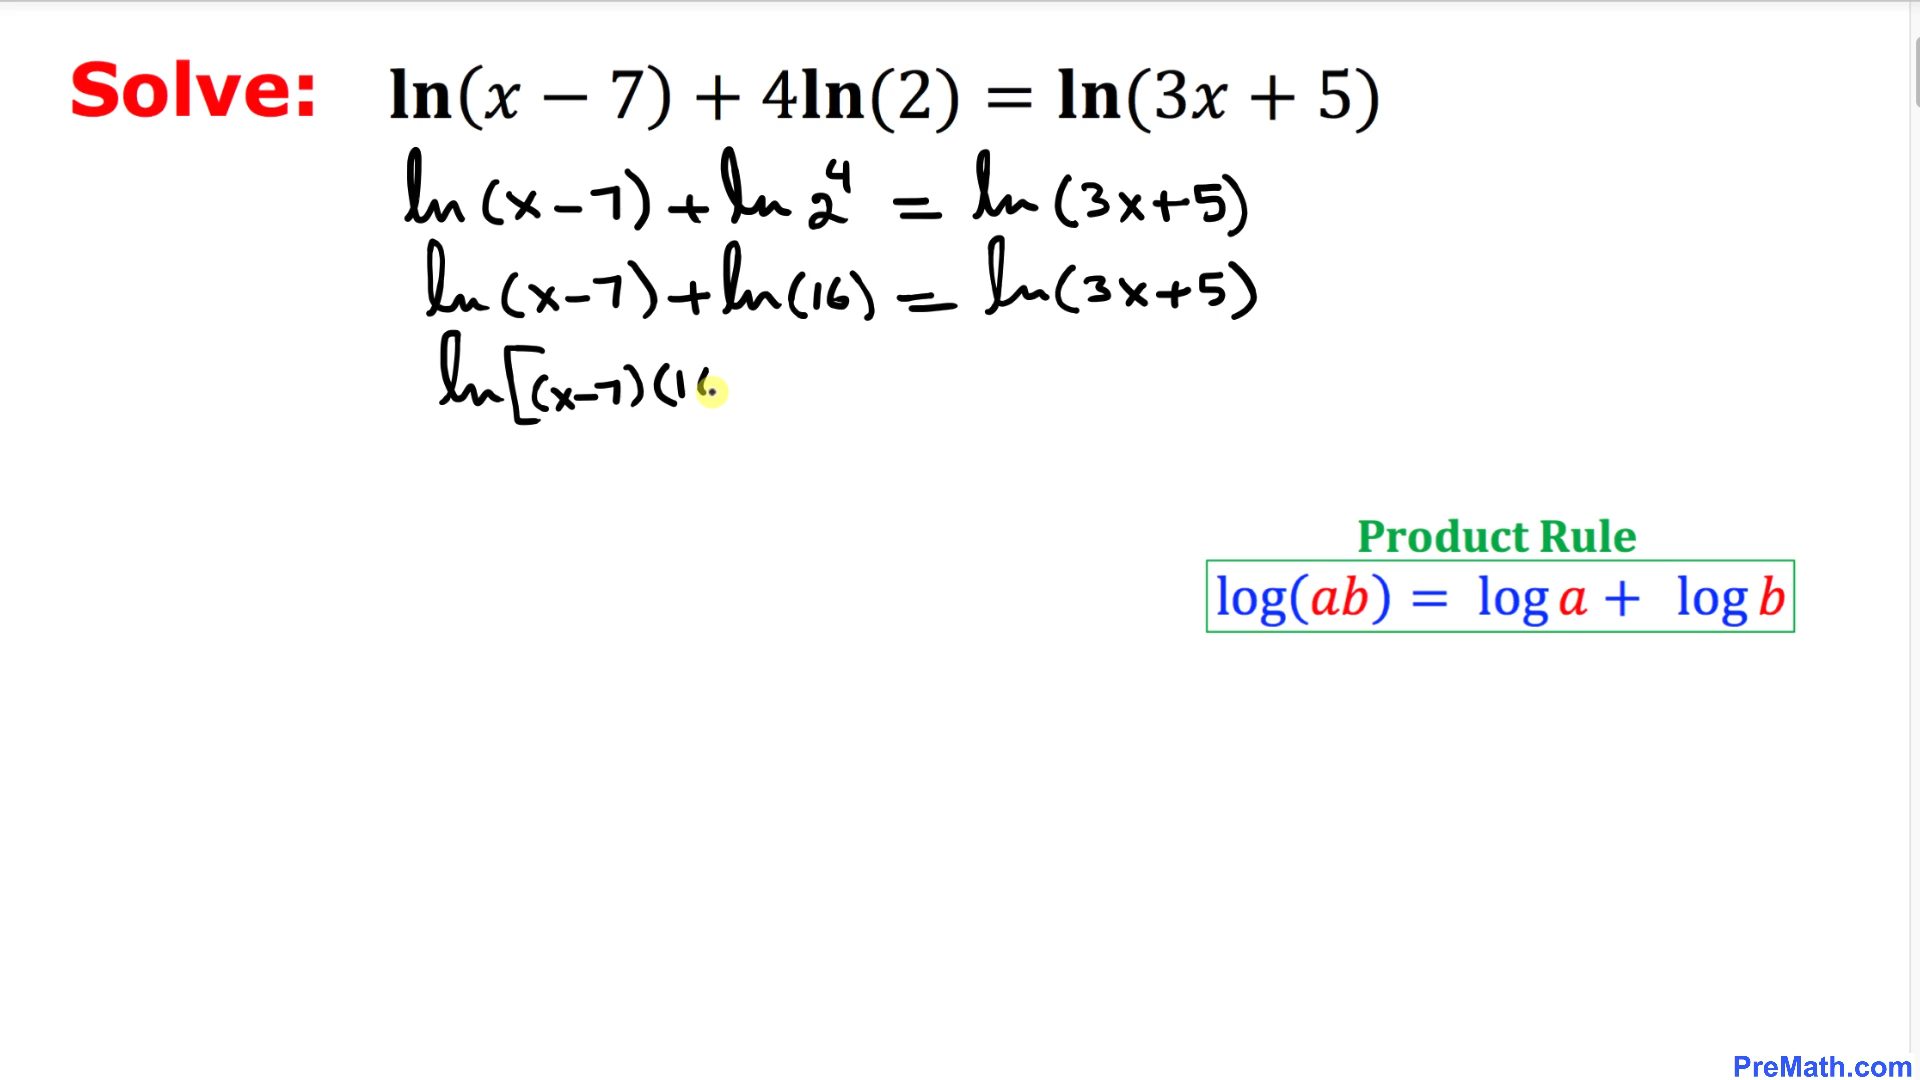 Solve: ln(x − 7) + 4ln(2) = ln(3x + 5)
ln(x−7)+ln 2⁴ = ln(3x+5)
ln(x−7)+ln(16) = ln(3x+5)
ln[(x−7)(16
Product Rule
log(ab) = log a + log b
PreMath.com